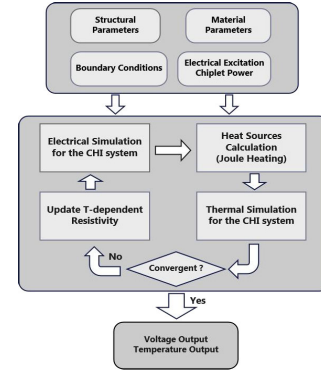 Structural
Parameters
Material
Parameters
Boundary Conditions
Electrical Excitation
Chiplet Power
Electrical Simulation
for the CHI system
Heat Sources
Calculation
(Joule Heating)
Update T-dependent
Resistivity
Thermal Simulation
for the CHI system
No
Convergent ?
Yes
Voltage Output
Temperature Output